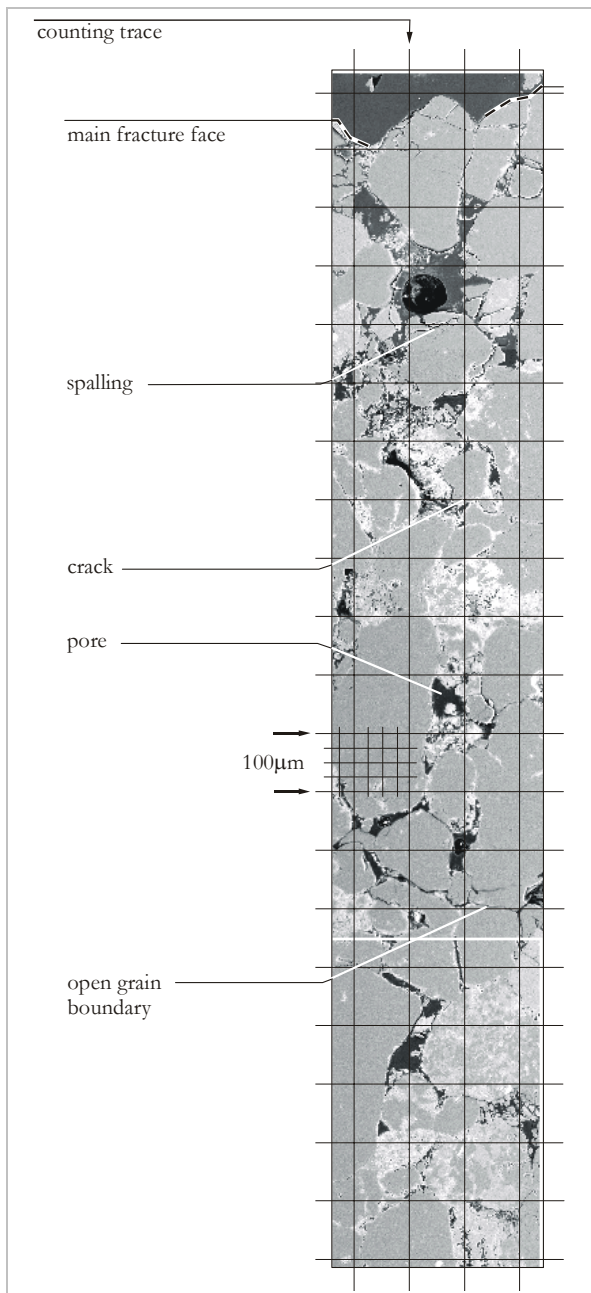 counting trace
main fracture face
spalling
crack
pore
100μm
open grain
boundary